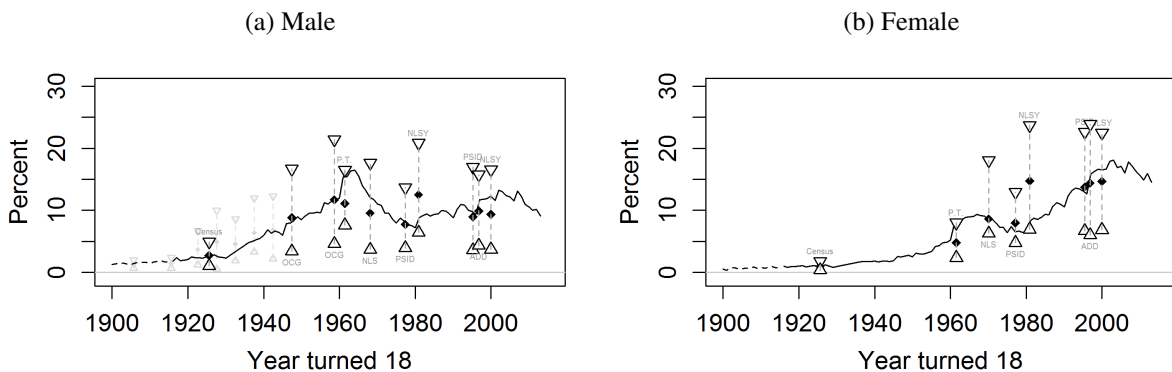 (a) Male
Percent
30
20
10
0
Census
OCG
OCG
P.T.
NLS
PSID
NLSY
PSID
ADD
NLSY
1900 1920 1940 1960 1980 2000
Year turned 18
(b) Female
Percent
30
20
10
0
Census
P.T.
NLS
PSID
NLSY
ADD
1900 1920 1940 1960 1980 2000
Year turned 18